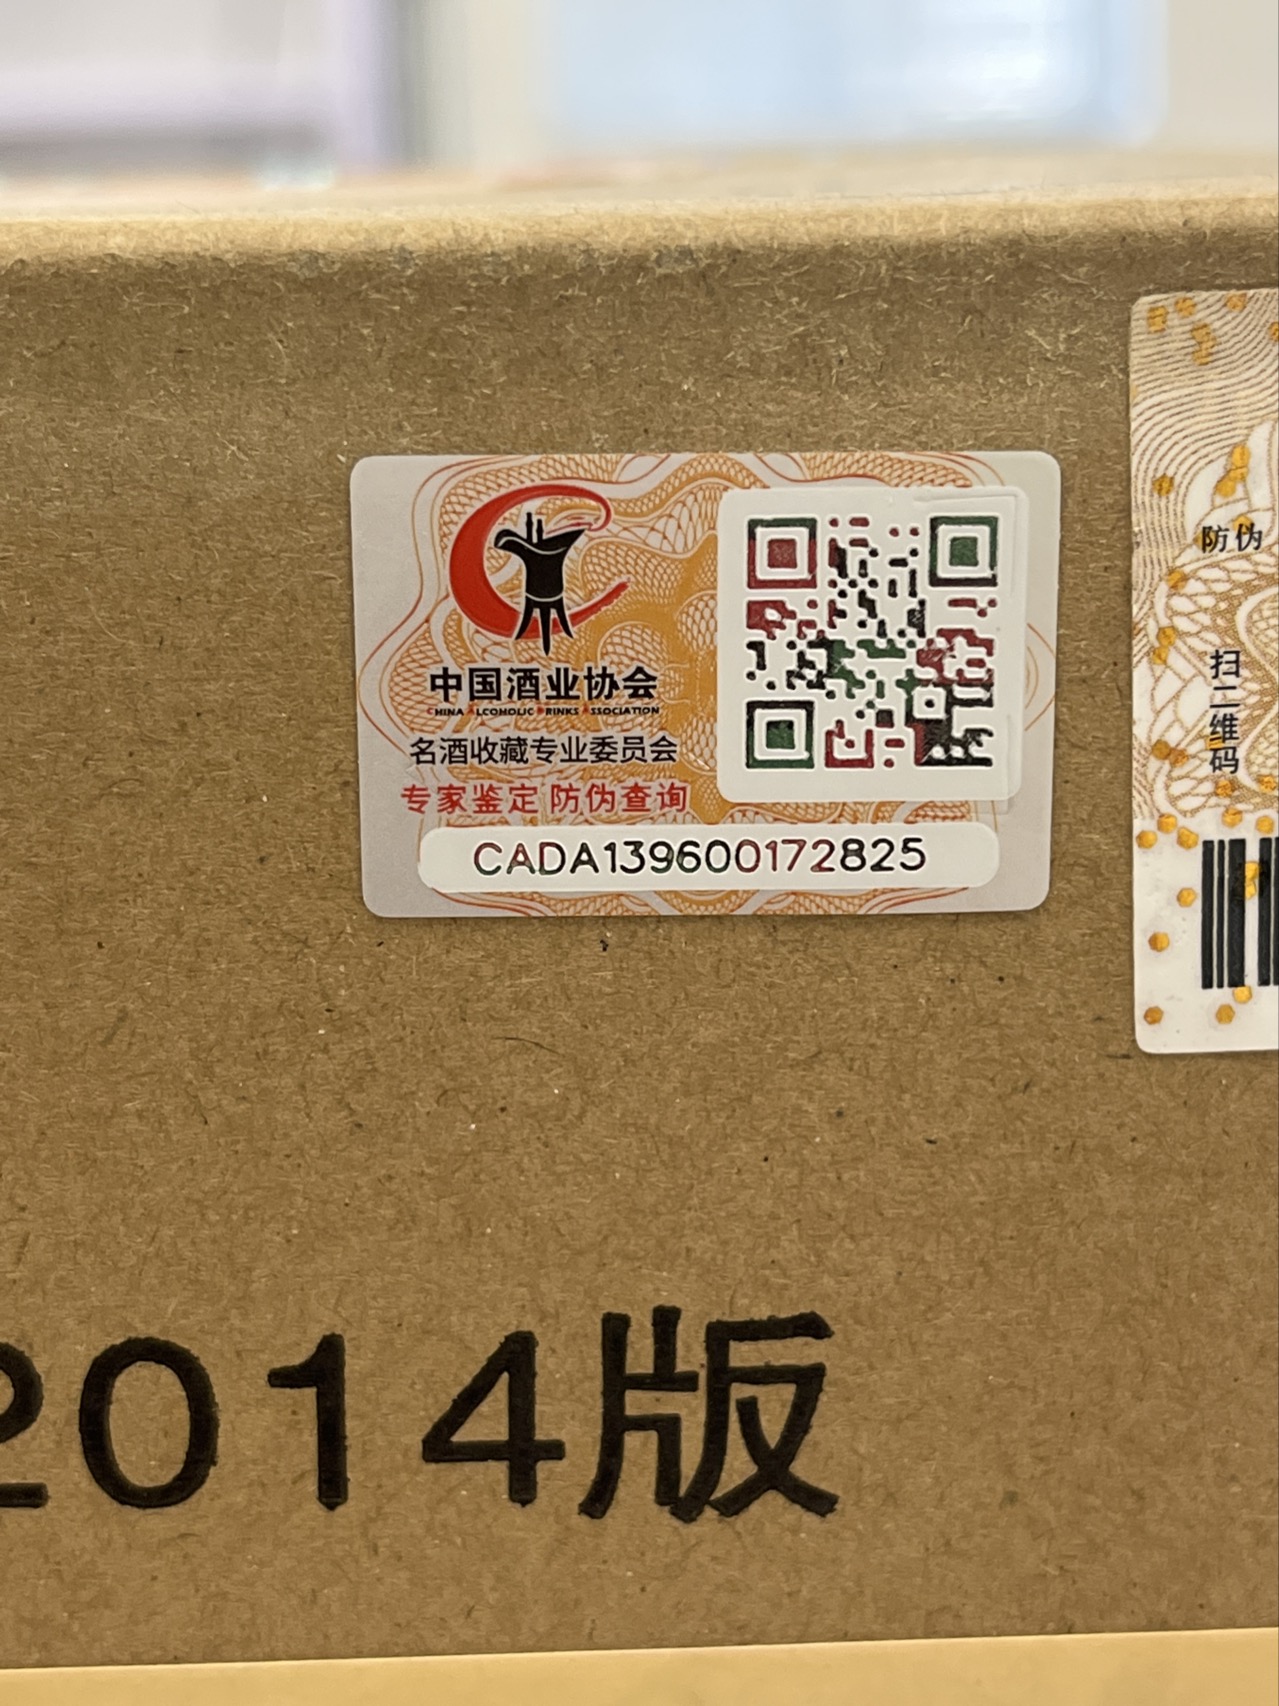 中国酒业协会
CHINA ALCOHOLIC DRINKS ASSOCIATION
名酒收藏专业委员会
专家鉴定 防伪查询
CADA139600172825
防伪
扫二维码
2014版